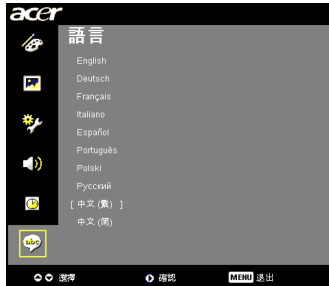 acer
語言
English
Deutsch
Français
Italiano
Español
Português
Polski
Русский
[ 中文 (繁) ]
中文 (简)
abc
選擇 確認 MENU 退出